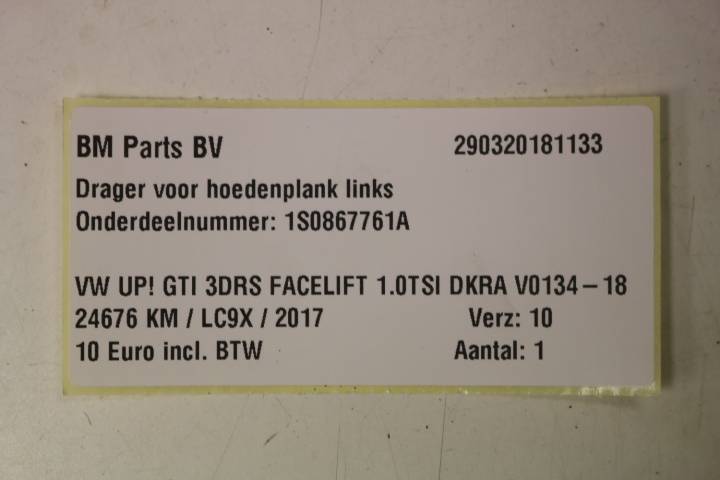 BM Parts BV 290320181133
Drager voor hoedenplank links
Onderdeelnummer: 1S0867761A
VW UP! GTI 3DRS FACELIFT 1.0TSI DKRA V0134-18
24676 KM / LC9X / 2017 Verz: 10
10 Euro incl. BTW Aantal: 1